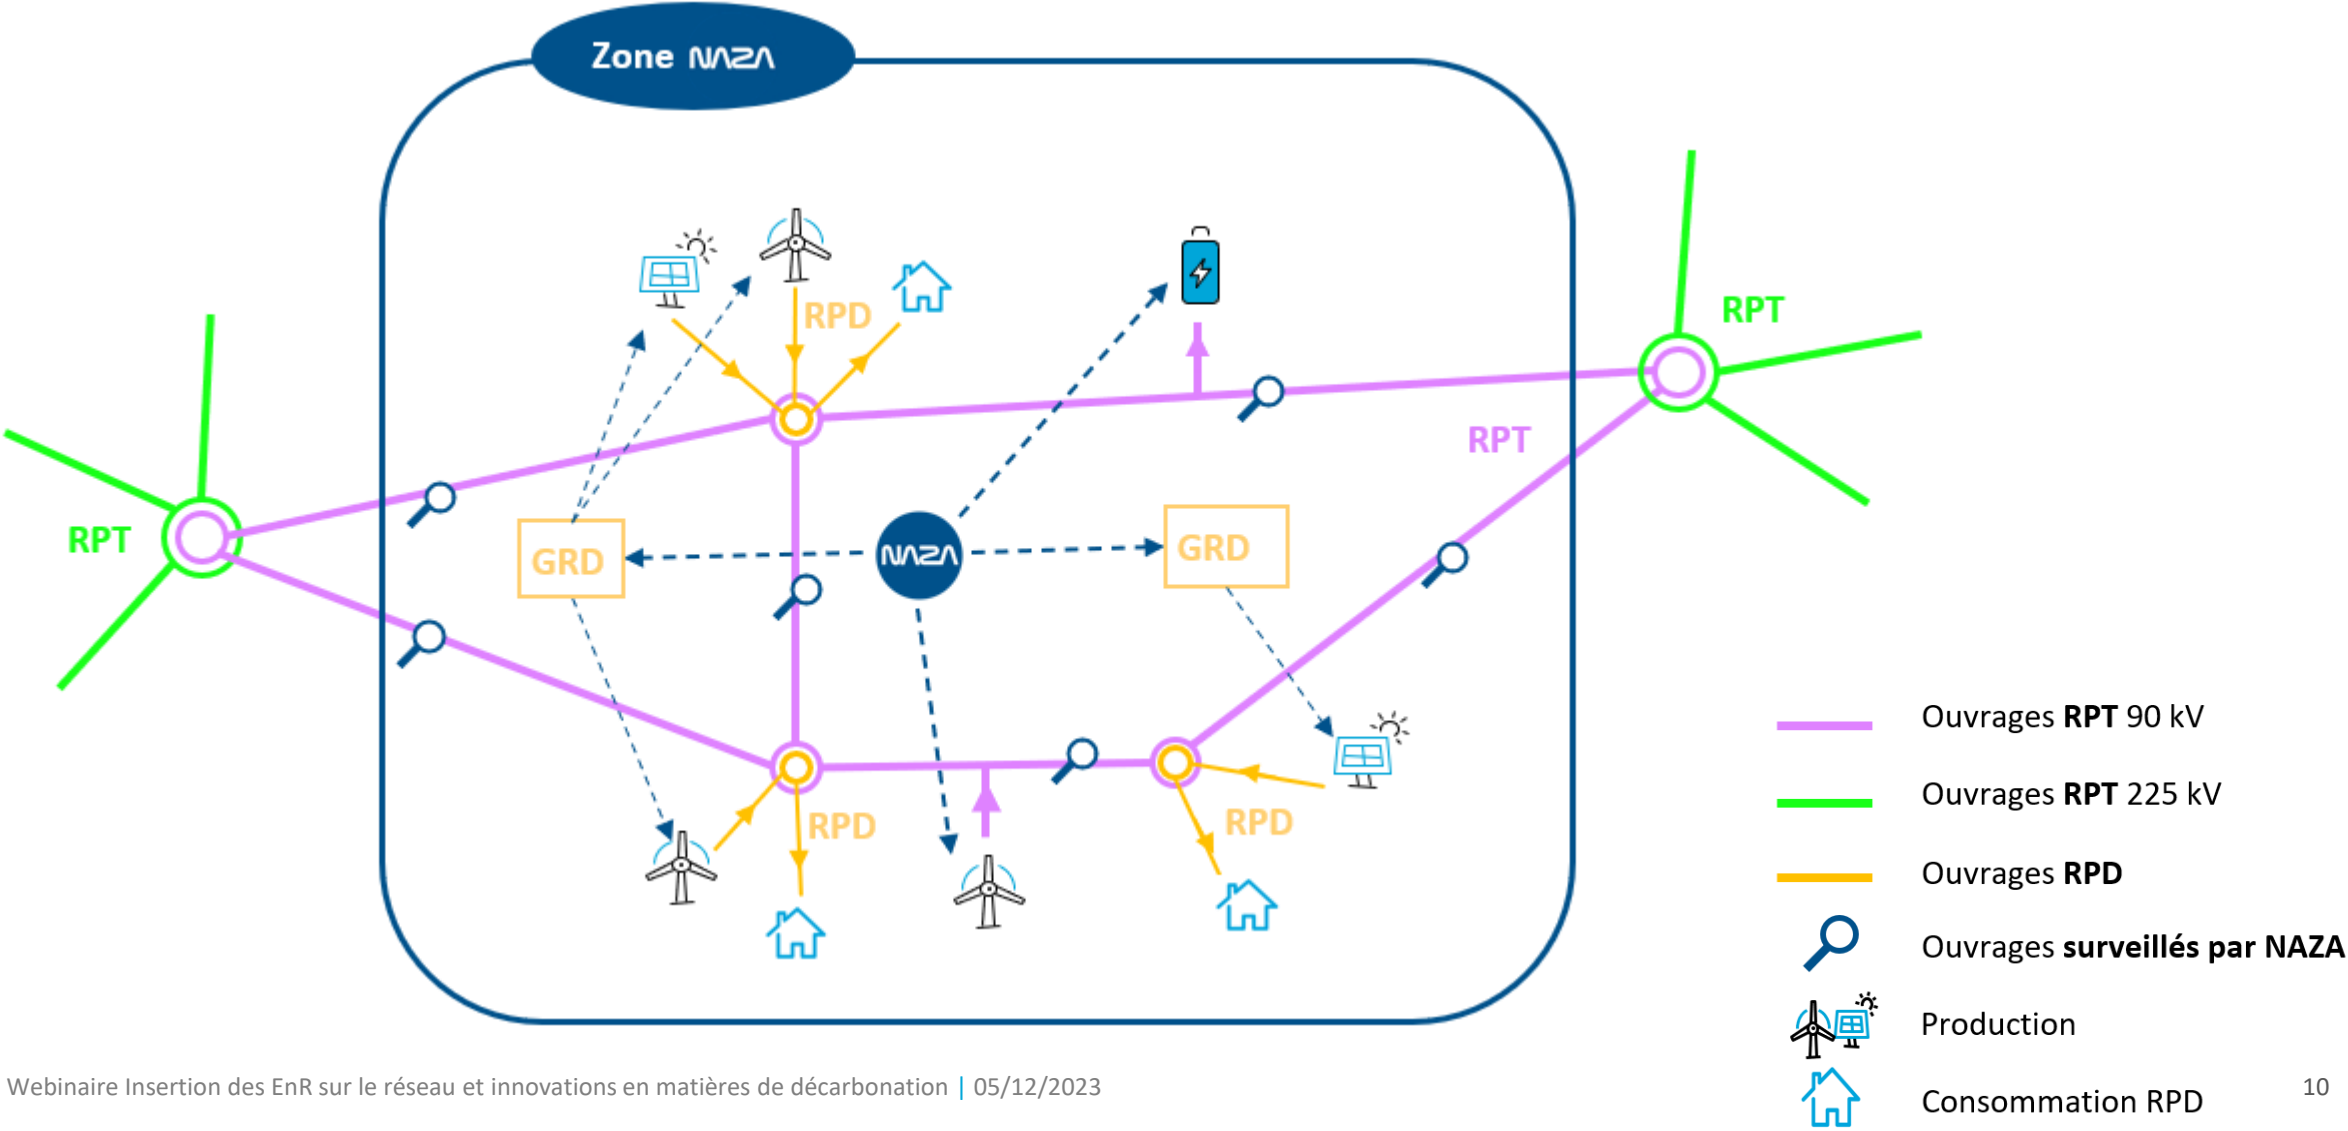 Zone NAZA
RPD
RPT
RPT
RPT
GRD
NAZA
GRD
RPD
RPD
Ouvrages RPT 90 kV
Ouvrages RPT 225 kV
Ouvrages RPD
Ouvrages surveillés par NAZA
Production
Consommation RPD
Webinaire Insertion des EnR sur le réseau et innovations en matières de décarbonation | 05/12/2023
10